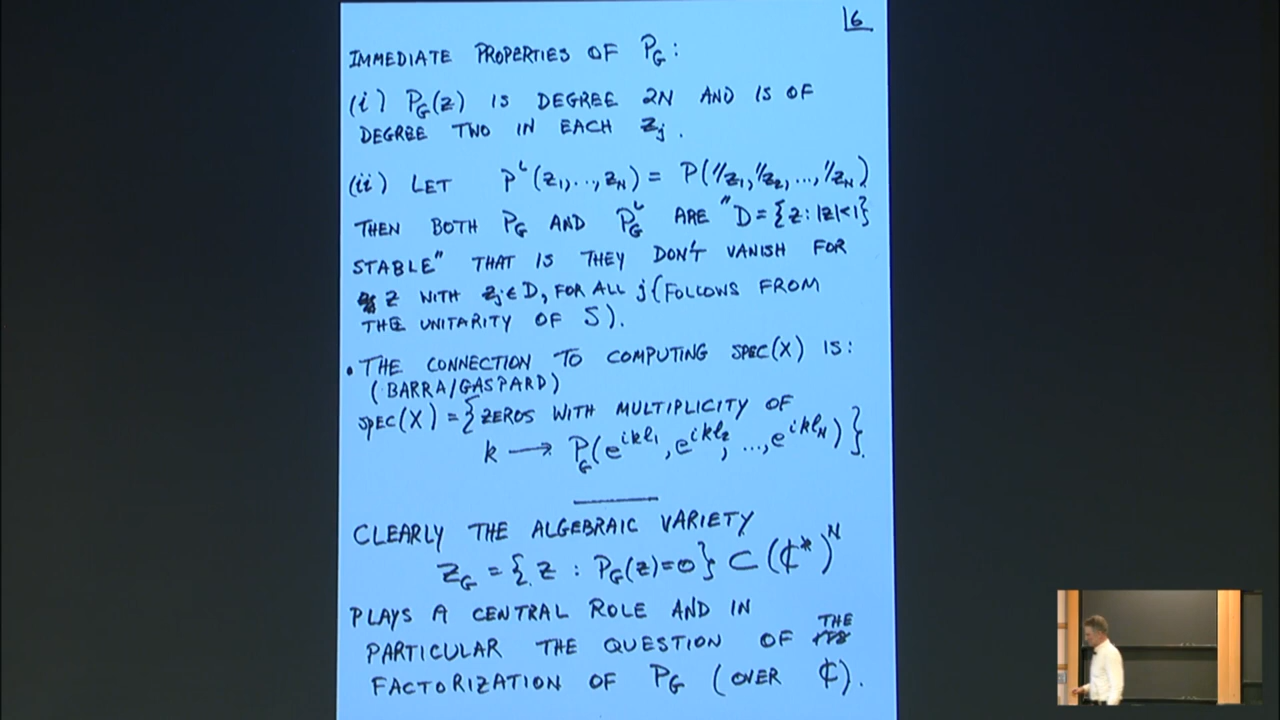 6
IMMEDIATE PROPERTIES OF P_G :
(i) P_G(z) IS DEGREE 2N AND IS OF
DEGREE TWO IN EACH z_j .
(ii) LET P^L(z_1,...,z_N) = P(1/z_1, 1/z_2, ..., 1/z_N)
THEN BOTH P_G AND P_G^L ARE "D = {z : |z|<1}
STABLE" THAT IS THEY DON'T VANISH FOR
z WITH z_j ∈ D, FOR ALL j (FOLLOWS FROM
THE UNITARITY OF S).
• THE CONNECTION TO COMPUTING SPEC(X) IS:
(BARRA/GASPARD)
SPEC(X) = {ZEROS WITH MULTIPLICITY OF
k → P_G(e^{ikl_1}, e^{ikl_2}, ..., e^{ikl_N})}.
CLEARLY THE ALGEBRAIC VARIETY
Z_G = {z : P_G(z)=0} ⊂ (ℂ*)^N
PLAYS A CENTRAL ROLE AND IN
PARTICULAR THE QUESTION OF THE
FACTORIZATION OF P_G (OVER ℂ).